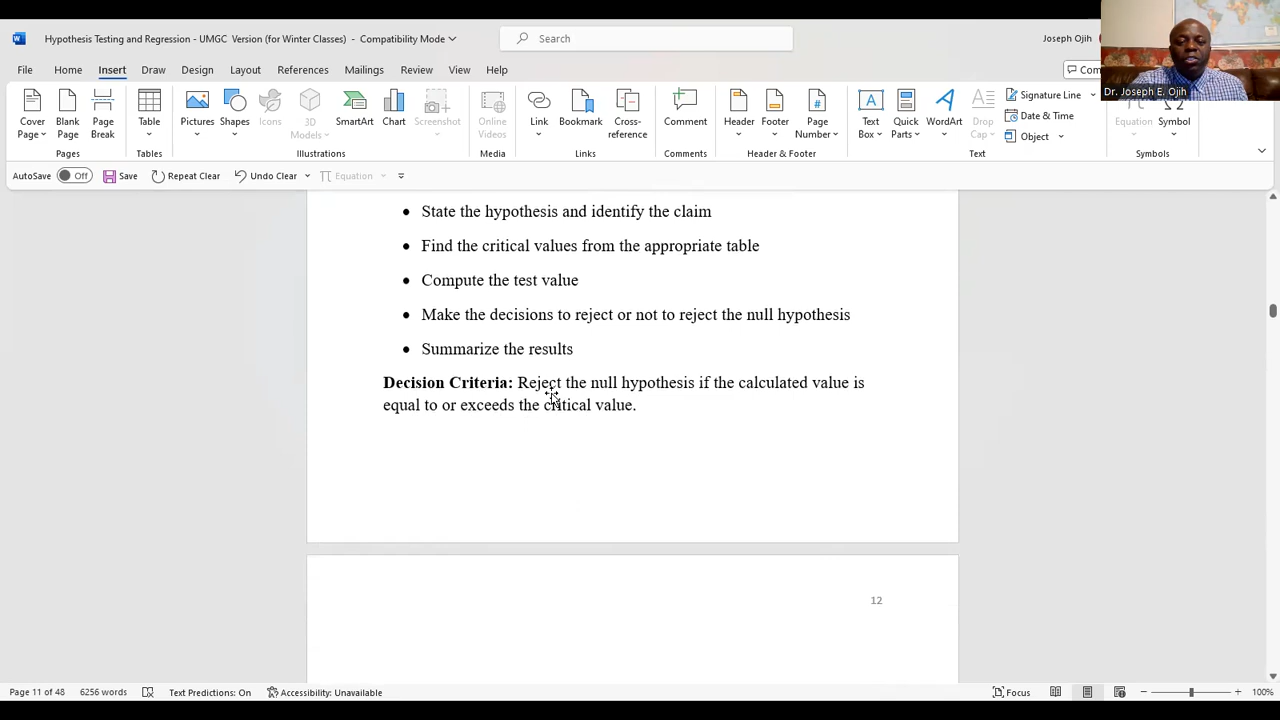 Hypothesis Testing and Regression - UMGC Version (for Winter Classes) - Compatibility Mode
Search
Joseph Ojih
Dr. Joseph E. Ojih
File Home Insert Draw Design Layout References Mailings Review View Help
Cover Page
Blank Page
Page Break
Table
Pictures
Shapes
Icons
3D Models
SmartArt
Chart
Screenshot
Online Videos
Link
Bookmark
Cross-reference
Comment
Header
Footer
Page Number
Text Box
Quick Parts
WordArt
Drop Cap
Signature Line
Date & Time
Object
Equation
Symbol
Pages Tables Illustrations Media Links Comments Header & Footer Text Symbols
AutoSave Off Save Repeat Clear Undo Clear Equation
• State the hypothesis and identify the claim
• Find the critical values from the appropriate table
• Compute the test value
• Make the decisions to reject or not to reject the null hypothesis
• Summarize the results
Decision Criteria: Reject the null hypothesis if the calculated value is
equal to or exceeds the critical value.
12
Page 11 of 48 6256 words Text Predictions: On Accessibility: Unavailable Focus 100%